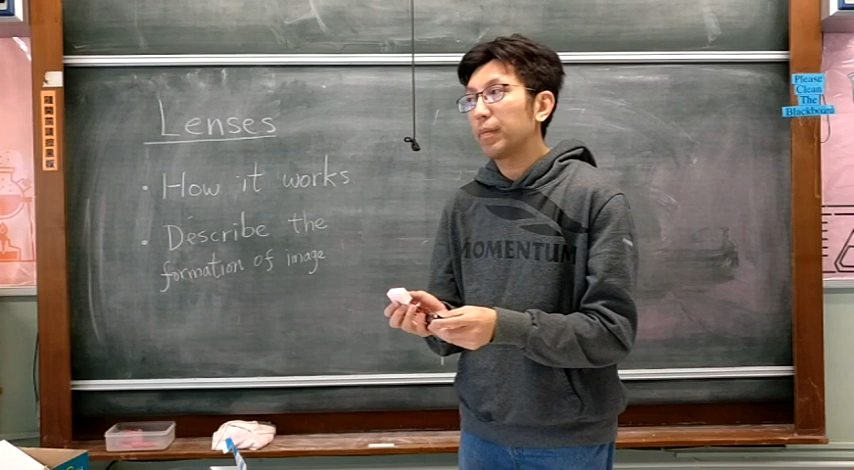 Lenses
· How it works
· Describe the
formation of image
MOMENTUM
Please
Clean
The
Blackboard